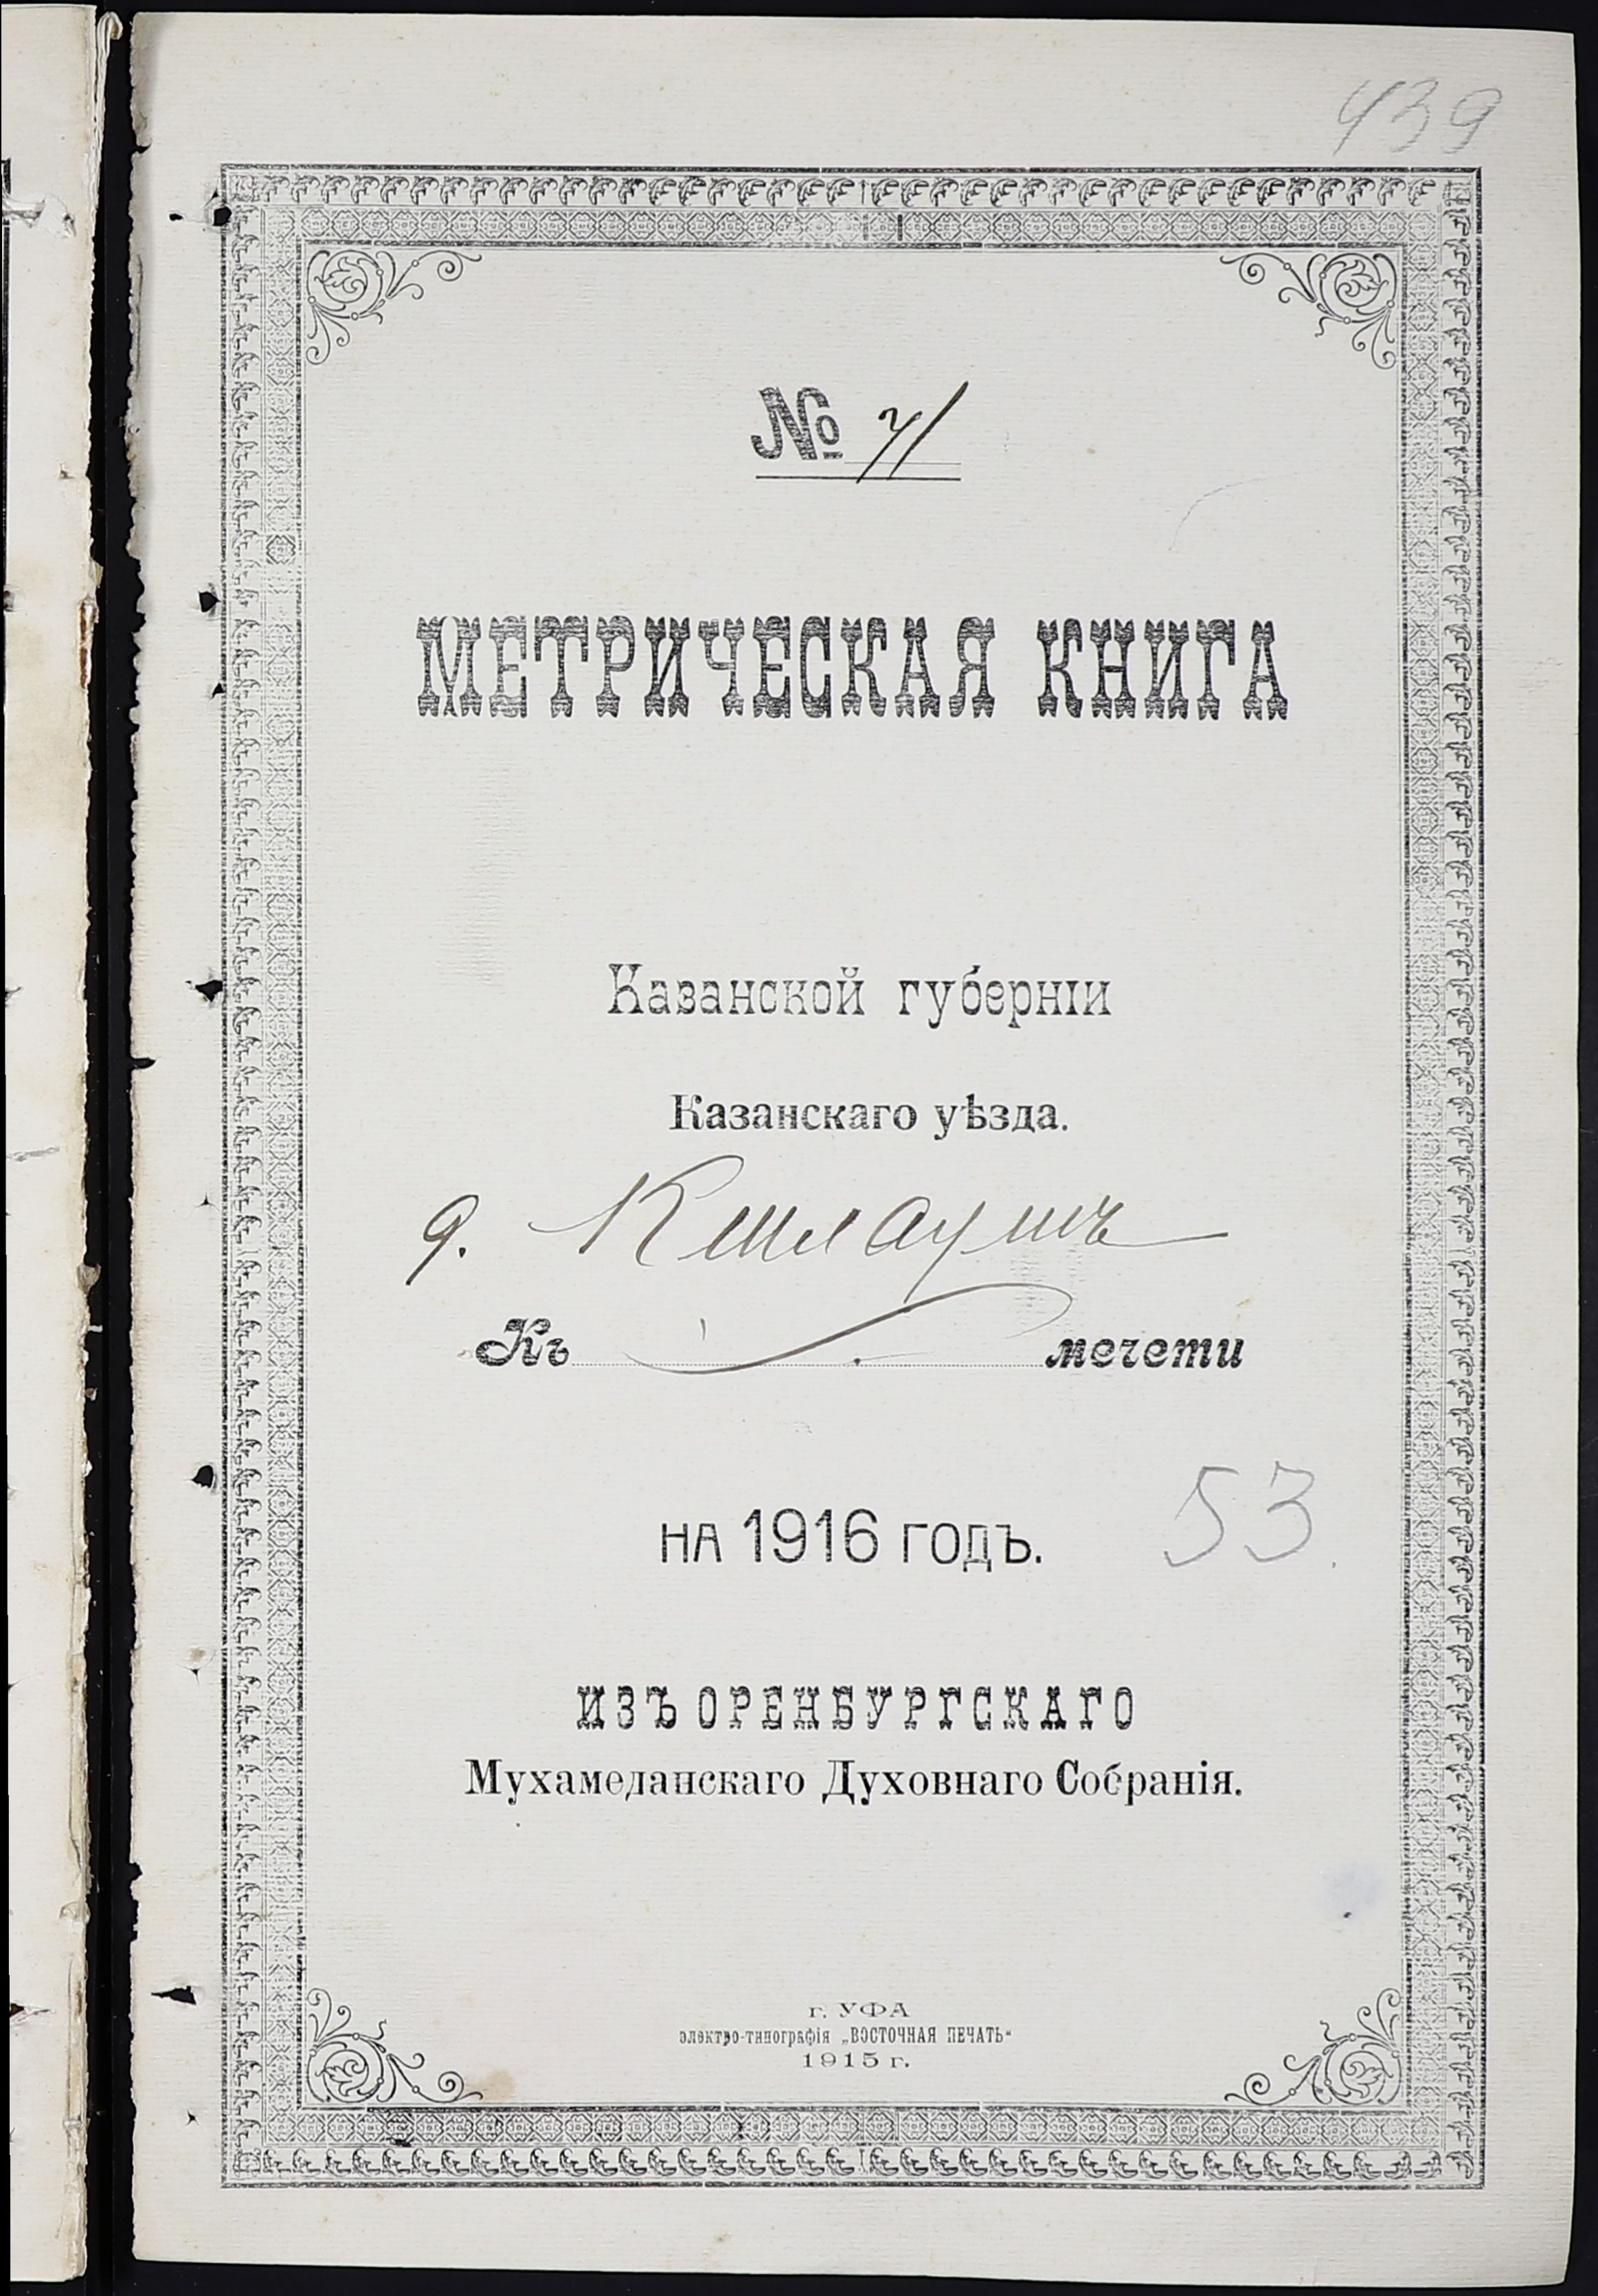 439
№ 71
МЕТРИЧЕСКАЯ КНИГА
Казанской губерніи
Казанскаго уѣзда.
д.
Къ мечети
на 1916 годъ.
53
ИЗЪ ОРЕНБУРГСКАГО
Мухамеданскаго Духовнаго Собранія.
г. УФА
электро-типографія „ВОСТОЧНАЯ ПЕЧАТЬ“
1915 г.